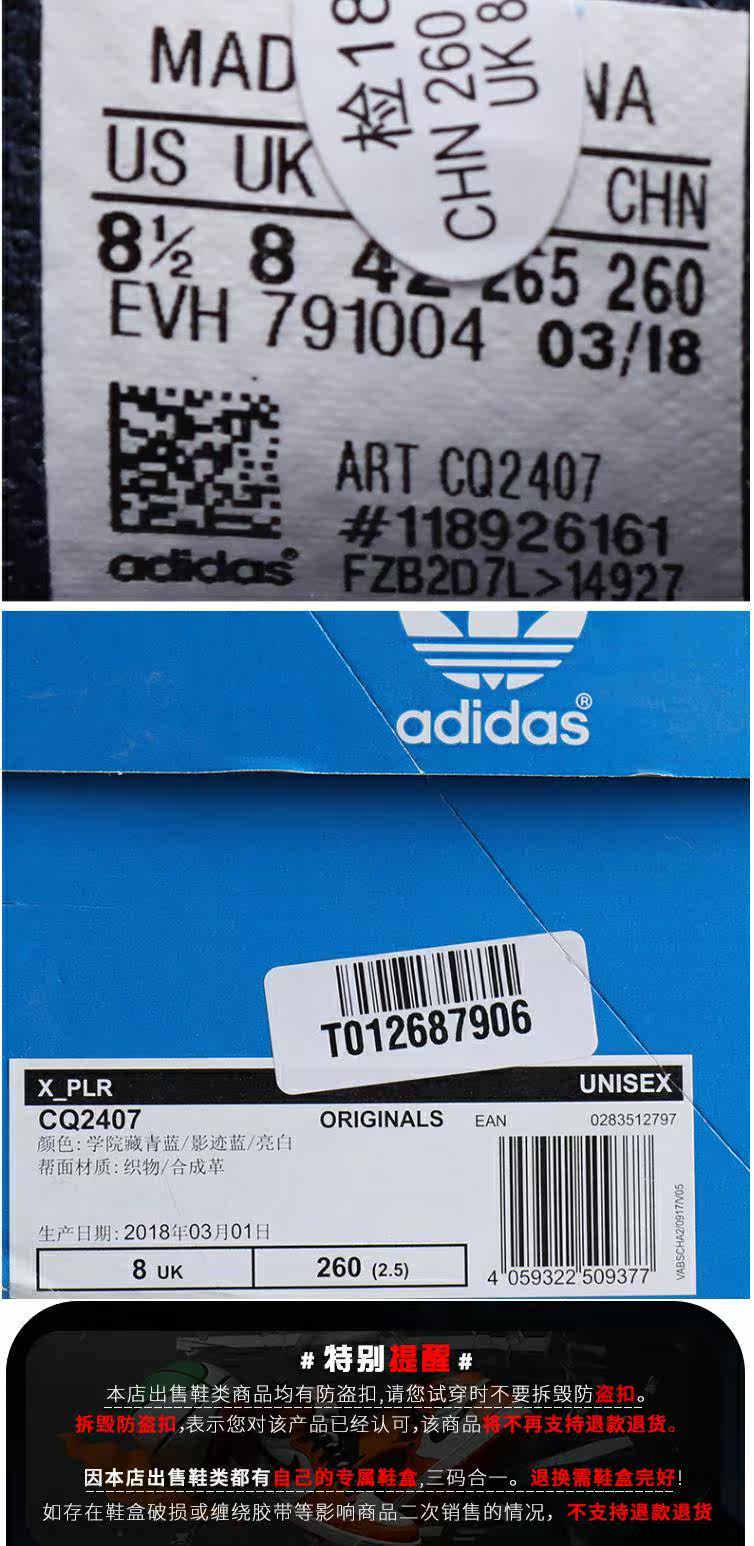 MAD
NA
检18
CHN 260
UK 8
US UK CHN
8½ 8 42 265 260
EVH 791004 03/18
ART CQ2407
#118926161
adidas®
FZB2D7L>14927
adidas®
T012687906
X_PLR UNISEX
CQ2407 ORIGINALS EAN 0283512797
颜色:学院藏青蓝/影迹蓝/亮白
帮面材质:织物/合成革
生产日期:2018年03月01日
8 UK 260 (2.5)
4 059322 509377
VABSCHA2/0917/V05
# 特别提醒 #
本店出售鞋类商品均有防盗扣,请您试穿时不要拆毁防盗扣。
拆毁防盗扣,表示您对该产品已经认可,该商品将不再支持退款退货。
因本店出售鞋类都有自己的专属鞋盒,三码合一。退换需鞋盒完好!
如存在鞋盒破损或缠绕胶带等影响商品二次销售的情况，不支持退款退货